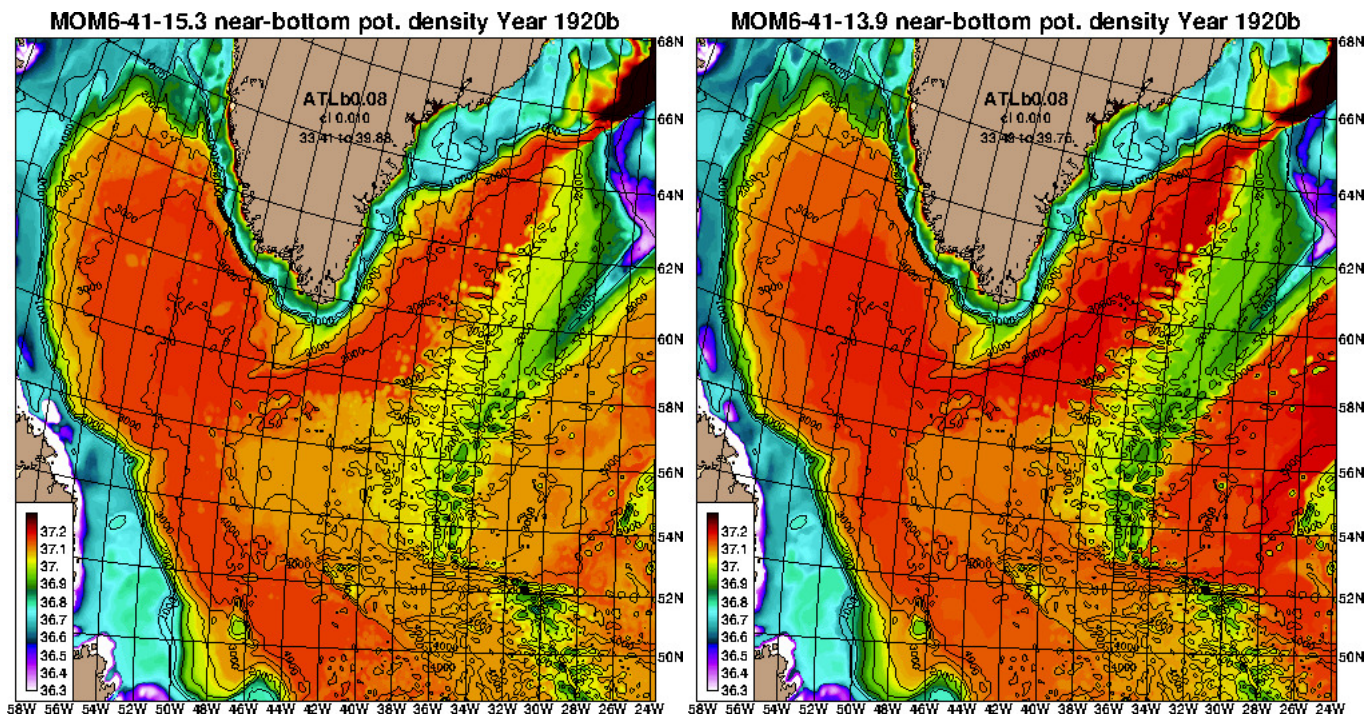 MOM6-41-15.3 near-bottom pot. density Year 1920b
ATLb0.08
ci 0.010
33.41 to 39.88
37.2
37.1
37.
36.9
36.8
36.7
36.6
36.5
36.4
36.3
58W 56W 54W 52W 50W 48W 46W 44W 42W 40W 38W 36W 34W 32W 30W 28W 26W 24W
68N
66N
64N
62N
60N
58N
56N
54N
52N
50N
MOM6-41-13.9 near-bottom pot. density Year 1920b
ATLb0.08
ci 0.010
37.2
37.1
37.
36.9
36.8
36.7
36.6
36.5
36.4
36.3
58W 56W 54W 52W 50W 48W 46W 44W 42W 40W 38W 36W 34W 32W 30W 28W 26W 24W
68N
66N
64N
62N
60N
58N
56N
54N
52N
50N